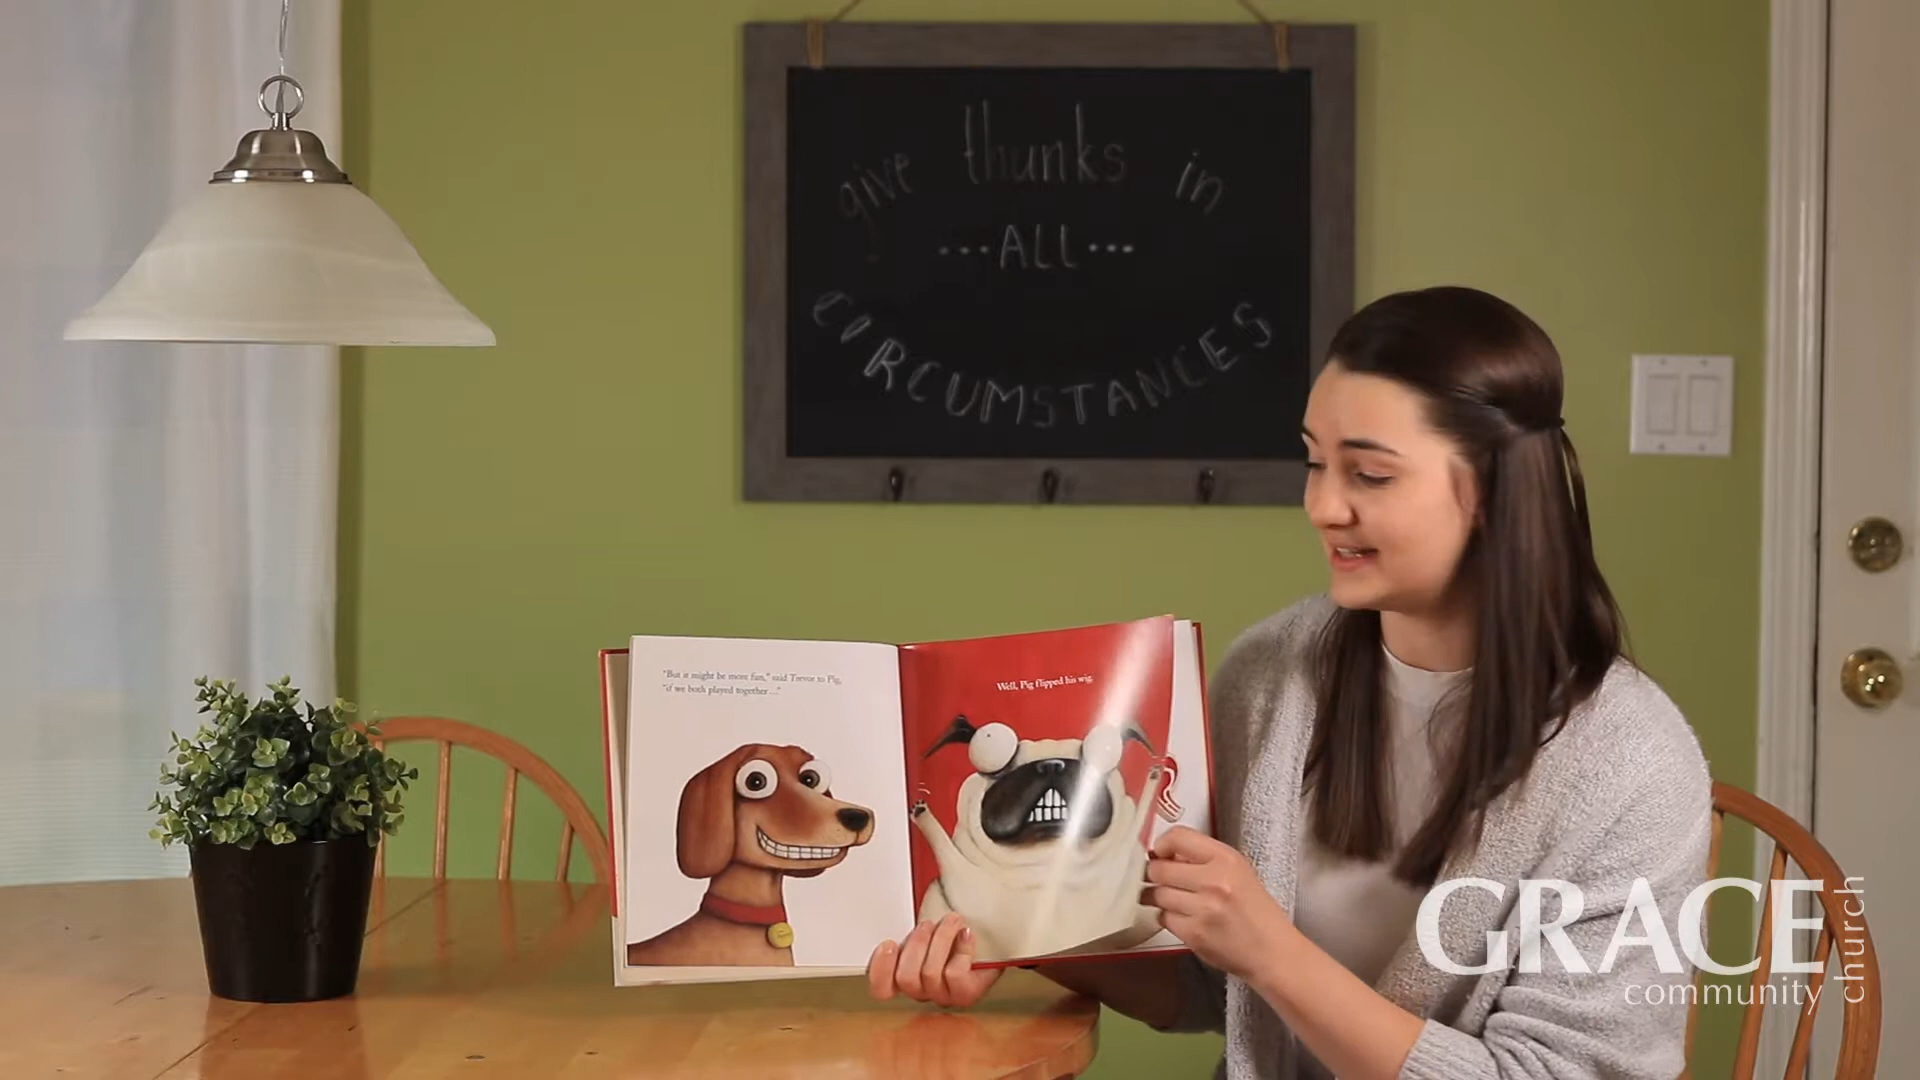 give thunks in
...ALL...
CIRCUMSTANCES
"But it might be more fun," said Trevor to Pig,
"if we both played together..."
Well, Pig flipped his wig.
GRACE
community
church